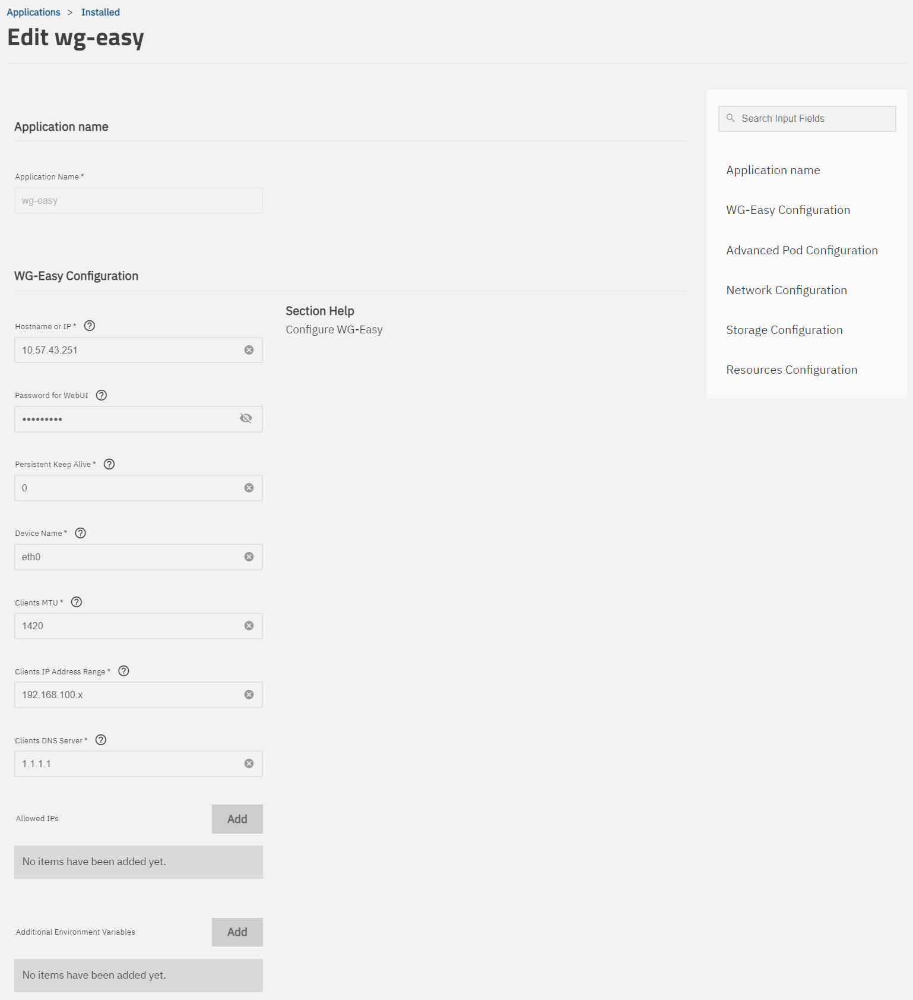 Applications > Installed
Edit wg-easy
Search Input Fields
Application name
WG-Easy Configuration
Advanced Pod Configuration
Network Configuration
Storage Configuration
Resources Configuration
Application name
Application Name *
wg-easy
WG-Easy Configuration
Section Help
Configure WG-Easy
Hostname or IP *
10.57.43.251
Password for WebUI
•••••••••
Persistent Keep Alive *
0
Device Name *
eth0
Clients MTU *
1420
Clients IP Address Range *
192.168.100.x
Clients DNS Server *
1.1.1.1
Allowed IPs
Add
No items have been added yet.
Additional Environment Variables
Add
No items have been added yet.